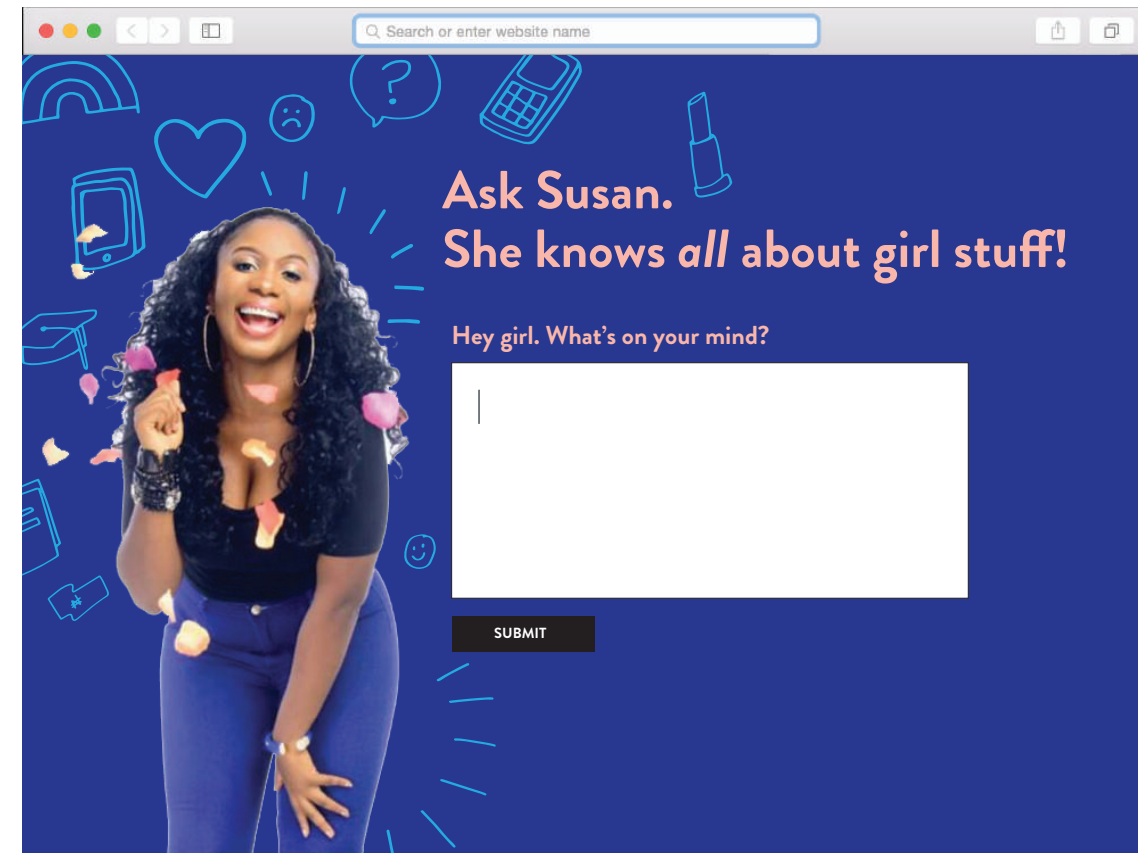 Search or enter website name
Ask Susan.
She knows all about girl stuff!
Hey girl. What's on your mind?
SUBMIT